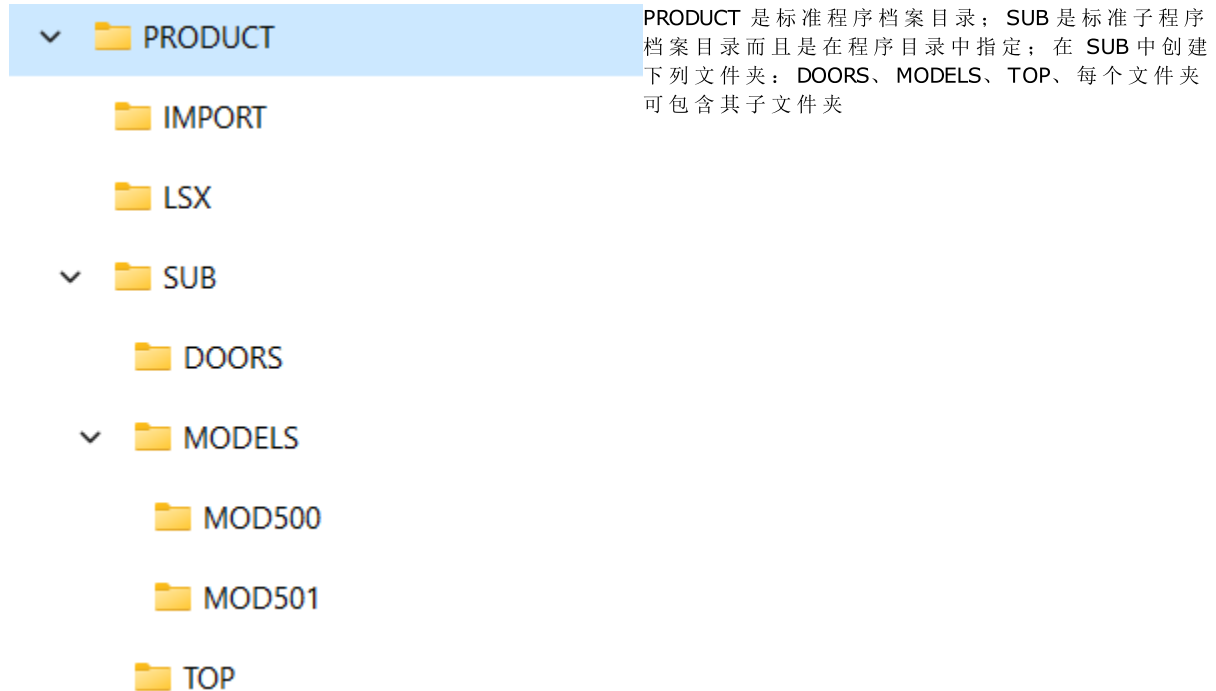 PRODUCT
IMPORT
LSX
SUB
DOORS
MODELS
MOD500
MOD501
TOP
PRODUCT 是标准程序档案目录；SUB 是标准子程序
档案目录而且是在程序目录中指定；在 SUB 中创建
下列文件夹：DOORS、MODELS、TOP、每个文件夹
可包含其子文件夹